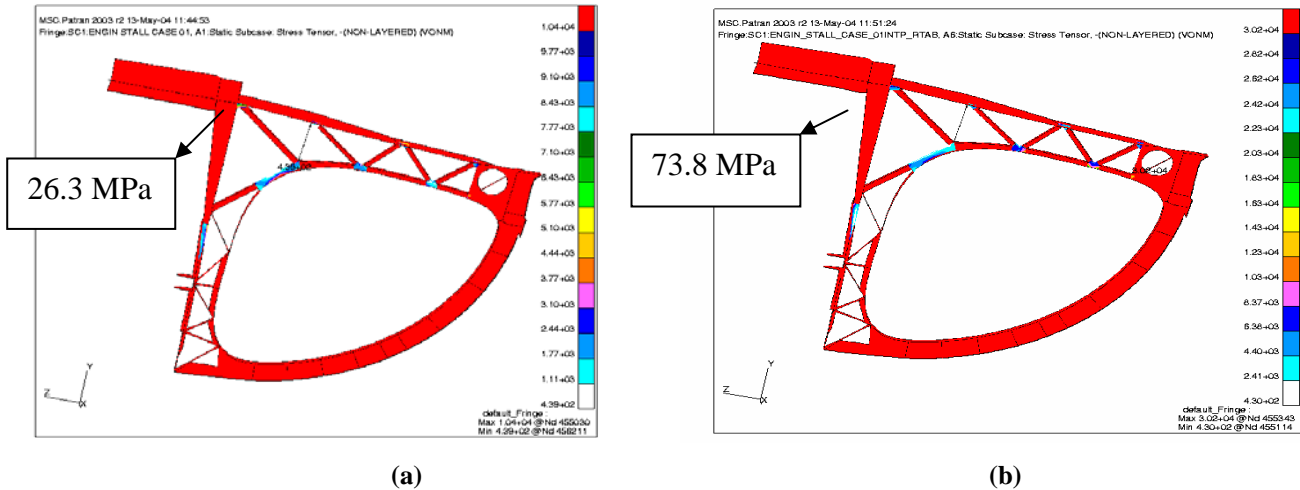 MSC.Patran 2003 r2 13-May-04 11:44:53
Fringe:SC1:ENGIN STALL CASE 01, A1:Static Subcase: Stress Tensor, -(NON-LAYERED) (VONM)
1.04+04
9.77+03
9.10+03
8.43+03
7.77+03
7.10+03
6.43+03
5.77+03
5.10+03
4.44+03
3.77+03
3.10+03
2.44+03
1.77+03
1.11+03
4.39+02
26.3 MPa
Y
Z
X
default_Fringe :
Max 1.04+04 @Nd 455030
Min 4.39+02 @Nd 458211
(a)
MSC.Patran 2003 r2 13-May-04 11:51:24
Fringe:SC1:ENGIN_STALL_CASE_01INTP_RTAB, A6:Static Subcase: Stress Tensor, -(NON-LAYERED) (VONM)
3.02+04
2.82+04
2.62+04
2.42+04
2.23+04
2.03+04
1.83+04
1.63+04
1.43+04
1.23+04
1.03+04
8.37+03
6.38+03
4.40+03
2.41+03
4.30+02
73.8 MPa
3.02+04
Y
Z
X
default_Fringe :
Max 3.02+04 @Nd 455343
Min 4.30+02 @Nd 455114
(b)